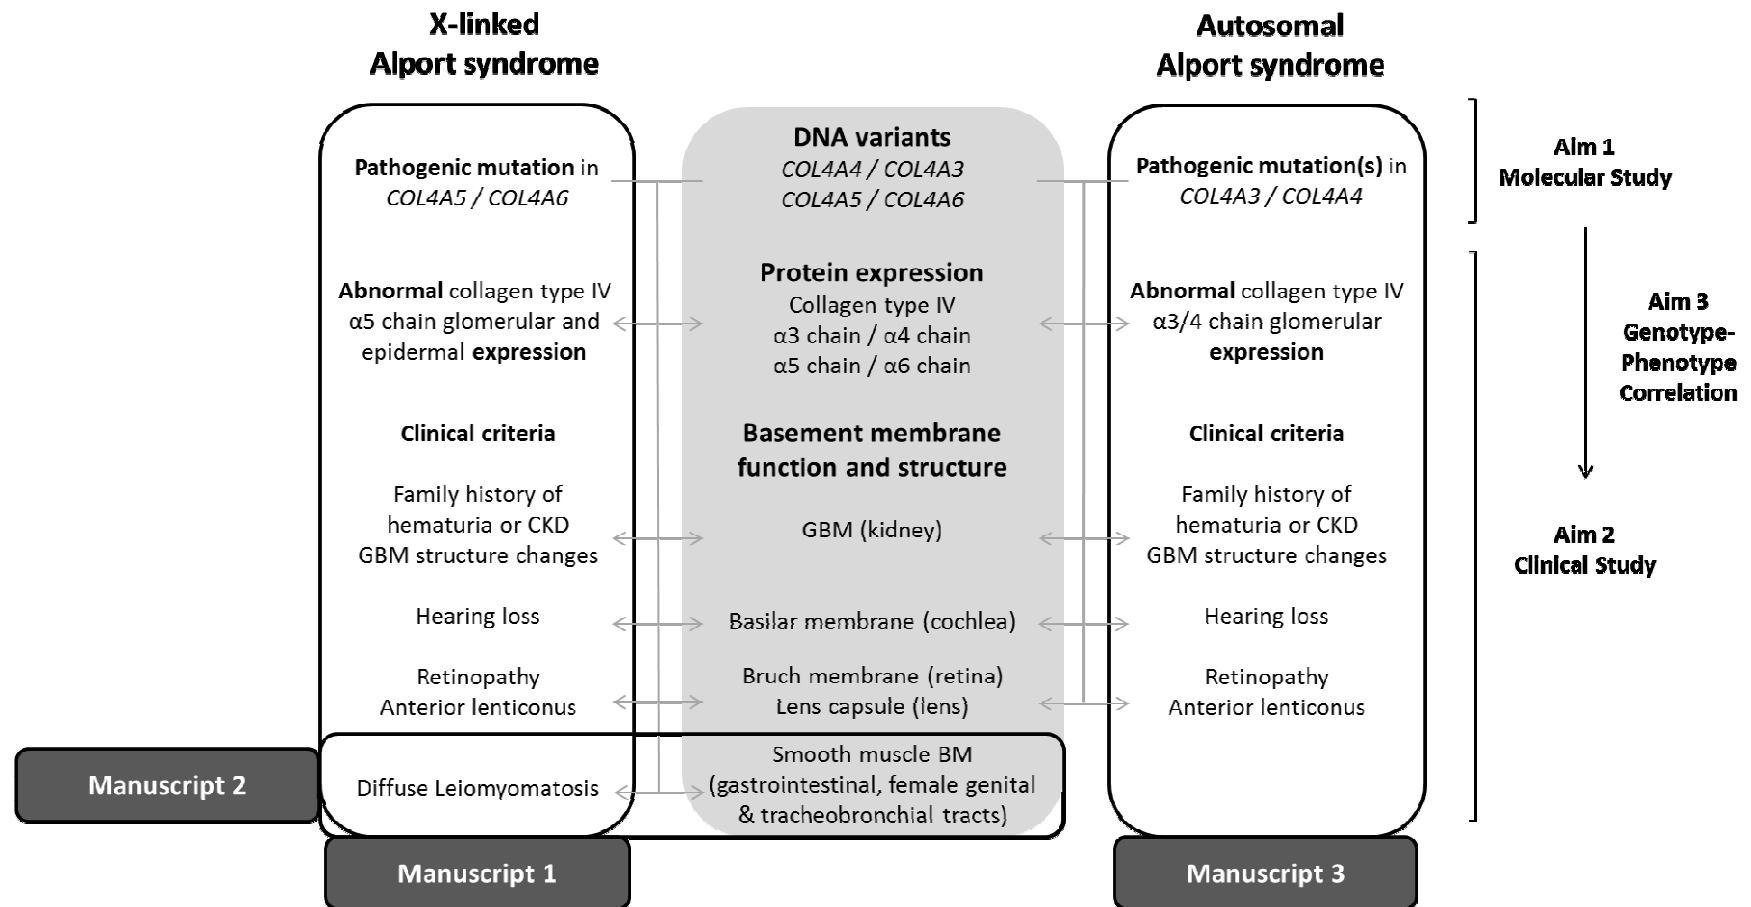 X-linked
Alport syndrome
Pathogenic mutation in
COL4A5 / COL4A6
Abnormal collagen type IV
α5 chain glomerular and
epidermal expression
Clinical criteria
Family history of
hematuria or CKD
GBM structure changes
Hearing loss
Retinopathy
Anterior lenticonus
Diffuse Leiomyomatosis
Manuscript 2
Manuscript 1
DNA variants
COL4A4 / COL4A3
COL4A5 / COL4A6
Protein expression
Collagen type IV
α3 chain / α4 chain
α5 chain / α6 chain
Basement membrane
function and structure
GBM (kidney)
Basilar membrane (cochlea)
Bruch membrane (retina)
Lens capsule (lens)
Smooth muscle BM
(gastrointestinal, female genital
& tracheobronchial tracts)
Autosomal
Alport syndrome
Pathogenic mutation(s) in
COL4A3 / COL4A4
Abnormal collagen type IV
α3/4 chain glomerular
expression
Clinical criteria
Family history of
hematuria or CKD
GBM structure changes
Hearing loss
Retinopathy
Anterior lenticonus
Manuscript 3
Aim 1
Molecular Study
Aim 3
Genotype-
Phenotype
Correlation
Aim 2
Clinical Study